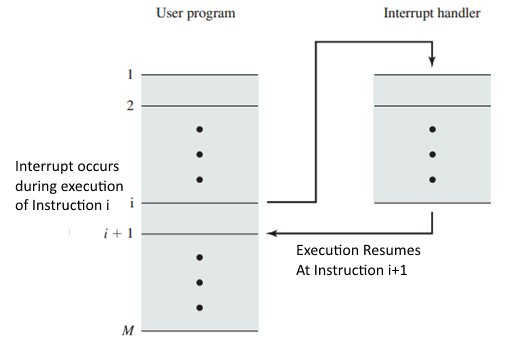 User program
Interrupt handler
1
2
Interrupt occurs
during execution
of Instruction i
i
i + 1
Execution Resumes
At Instruction i+1
M